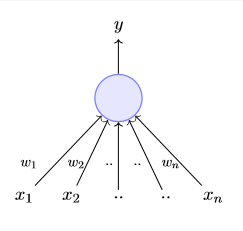 y
w₁ w₂ .. .. wₙ
x₁ x₂ .. .. xₙ